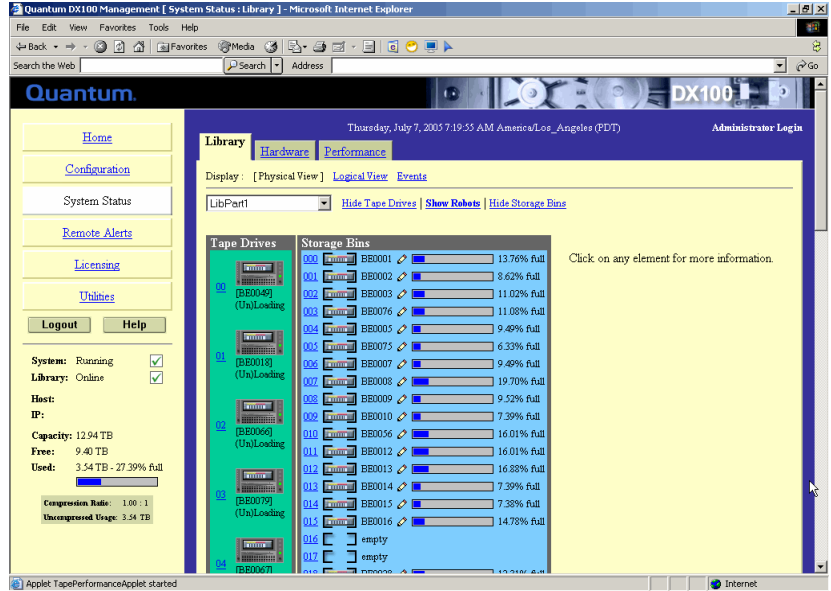 Quantum DX100 Management [ System Status : Library ] - Microsoft Internet Explorer
File Edit View Favorites Tools Help
Back Favorites Media
Search the Web Search Address Go
Quantum. DX100
Thursday, July 7, 2005 7:19:55 AM America/Los_Angeles (PDT) Administrator Login
Home
Configuration
System Status
Remote Alerts
Licensing
Utilities
Logout Help
System: Running
Library: Online
Host:
IP:
Capacity: 12.94 TB
Free: 9.40 TB
Used: 3.54 TB - 27.39% full
Compression Ratio: 1.00 : 1
Uncompressed Usage: 3.54 TB
Library Hardware Performance
Display : [Physical View] Logical View Events
LibPart1 Hide Tape Drives | Show Robots | Hide Storage Bins
Tape Drives
00
[BE0049]
(Un)Loading
01
[BE0018]
(Un)Loading
02
[BE0066]
(Un)Loading
03
[BE0079]
(Un)Loading
04
[BE0067]
Storage Bins
000 BE0001 13.76% full
001 BE0002 8.62% full
002 BE0003 11.02% full
003 BE0076 11.08% full
004 BE0005 9.49% full
005 BE0075 6.33% full
006 BE0007 9.49% full
007 BE0008 19.70% full
008 BE0009 9.52% full
009 BE0010 7.39% full
010 BE0056 16.01% full
011 BE0012 16.01% full
012 BE0013 16.88% full
013 BE0014 7.39% full
014 BE0015 7.38% full
015 BE0016 14.78% full
016 empty
017 empty
Click on any element for more information.
Applet TapePerformanceApplet started Internet